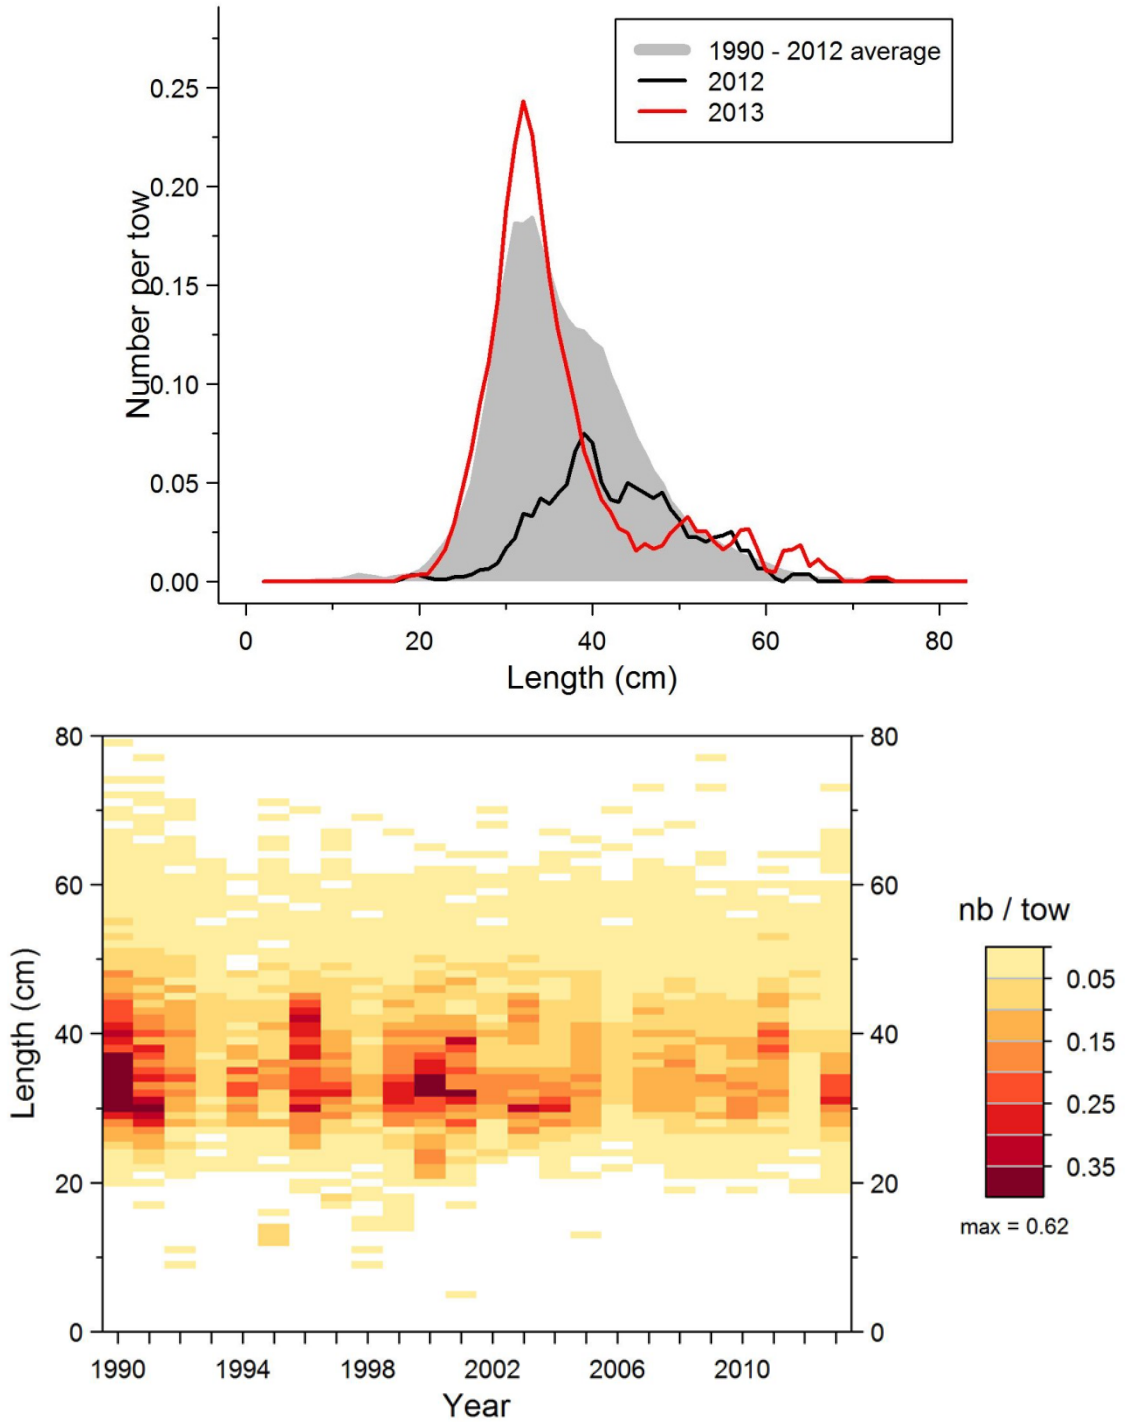 1990 - 2012 average
2012
2013
0.25
0.20
0.15
0.10
0.05
0.00
Number per tow
0 20 40 60 80
Length (cm)
80 80
60 60
40 40
20 20
0 0
Length (cm)
1990 1994 1998 2002 2006 2010
Year
nb / tow
0.05
0.15
0.25
0.35
max = 0.62